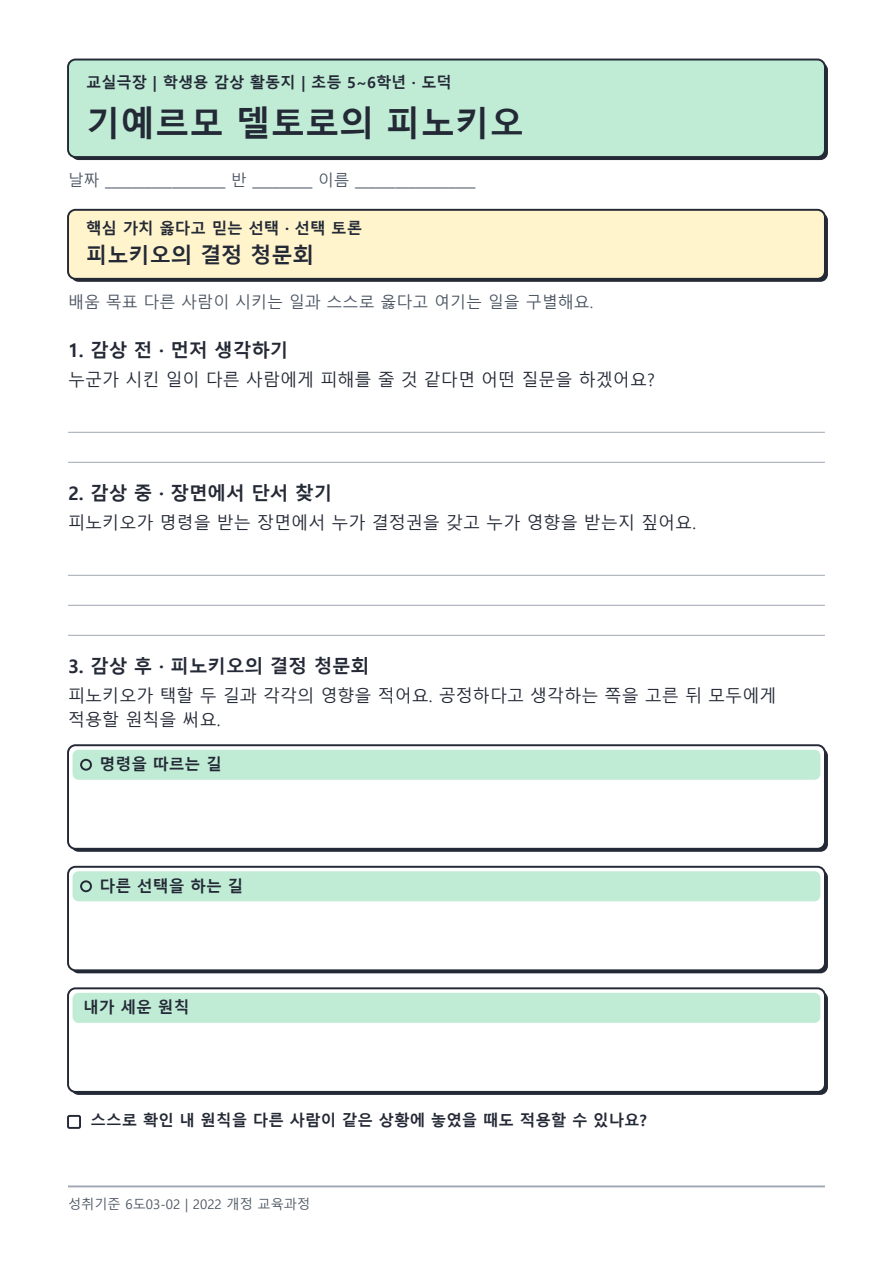 교실극장 | 학생용 감상 활동지 | 초등 5~6학년 · 도덕
기예르모 델토로의 피노키오
날짜 _______________ 반 _______ 이름 _______________
핵심 가치 옳다고 믿는 선택 · 선택 토론
피노키오의 결정 청문회
배움 목표 다른 사람이 시키는 일과 스스로 옳다고 여기는 일을 구별해요.
1. 감상 전 · 먼저 생각하기
누군가 시킨 일이 다른 사람에게 피해를 줄 것 같다면 어떤 질문을 하겠어요?
2. 감상 중 · 장면에서 단서 찾기
피노키오가 명령을 받는 장면에서 누가 결정권을 갖고 누가 영향을 받는지 짚어요.
3. 감상 후 · 피노키오의 결정 청문회
피노키오가 택할 두 길과 각각의 영향을 적어요. 공정하다고 생각하는 쪽을 고른 뒤 모두에게
적용할 원칙을 써요.
명령을 따르는 길
다른 선택을 하는 길
내가 세운 원칙
스스로 확인 내 원칙을 다른 사람이 같은 상황에 놓였을 때도 적용할 수 있나요?
성취기준 6도03-02 | 2022 개정 교육과정